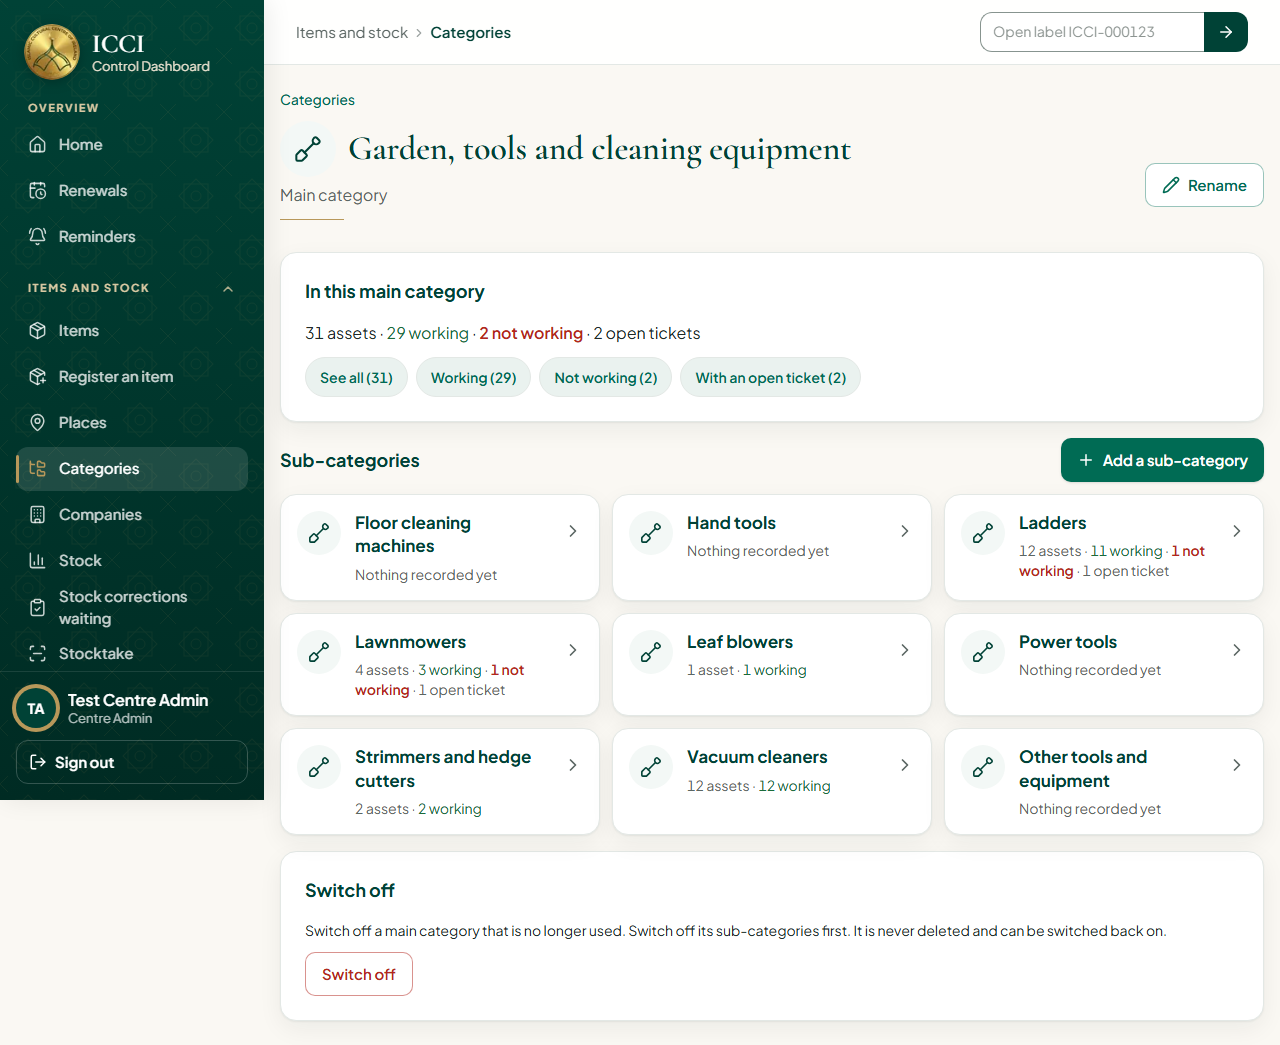 ICCI
Control Dashboard
OVERVIEW
Home
Renewals
Reminders
ITEMS AND STOCK
Items
Register an item
Places
Categories
Companies
Stock
Stock corrections
waiting
Stocktake
TA
Test Centre Admin
Centre Admin
Sign out
Items and stock > Categories
Open label ICCI-000123
Categories
Garden, tools and cleaning equipment
Main category
Rename
In this main category
31 assets · 29 working · 2 not working · 2 open tickets
See all (31)
Working (29)
Not working (2)
With an open ticket (2)
Sub-categories
Add a sub-category
Floor cleaning
machines
Nothing recorded yet
Hand tools
Nothing recorded yet
Ladders
12 assets · 11 working · 1 not
working · 1 open ticket
Lawnmowers
4 assets · 3 working · 1 not
working · 1 open ticket
Leaf blowers
1 asset · 1 working
Power tools
Nothing recorded yet
Strimmers and hedge
cutters
2 assets · 2 working
Vacuum cleaners
12 assets · 12 working
Other tools and
equipment
Nothing recorded yet
Switch off
Switch off a main category that is no longer used. Switch off its sub-categories first. It is never deleted and can be switched back on.
Switch off